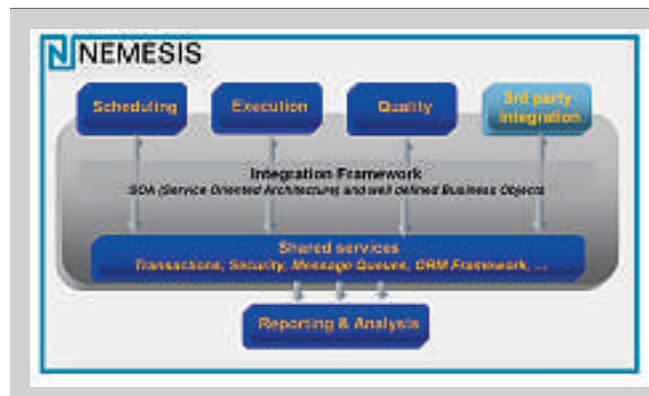 NEMESIS
Scheduling
Execution
Quality
3rd party
Integration
Integration Framework
SOA (Service Oriented Architecture) and well defined Business Objects
Shared services
Transactions, Security, Message Queues, ORM Framework, ...
Reporting & Analysis